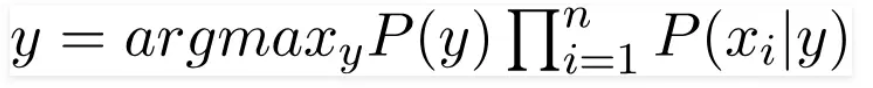 y = argmax_y P(y) ∏_{i=1}^{n} P(x_i|y)